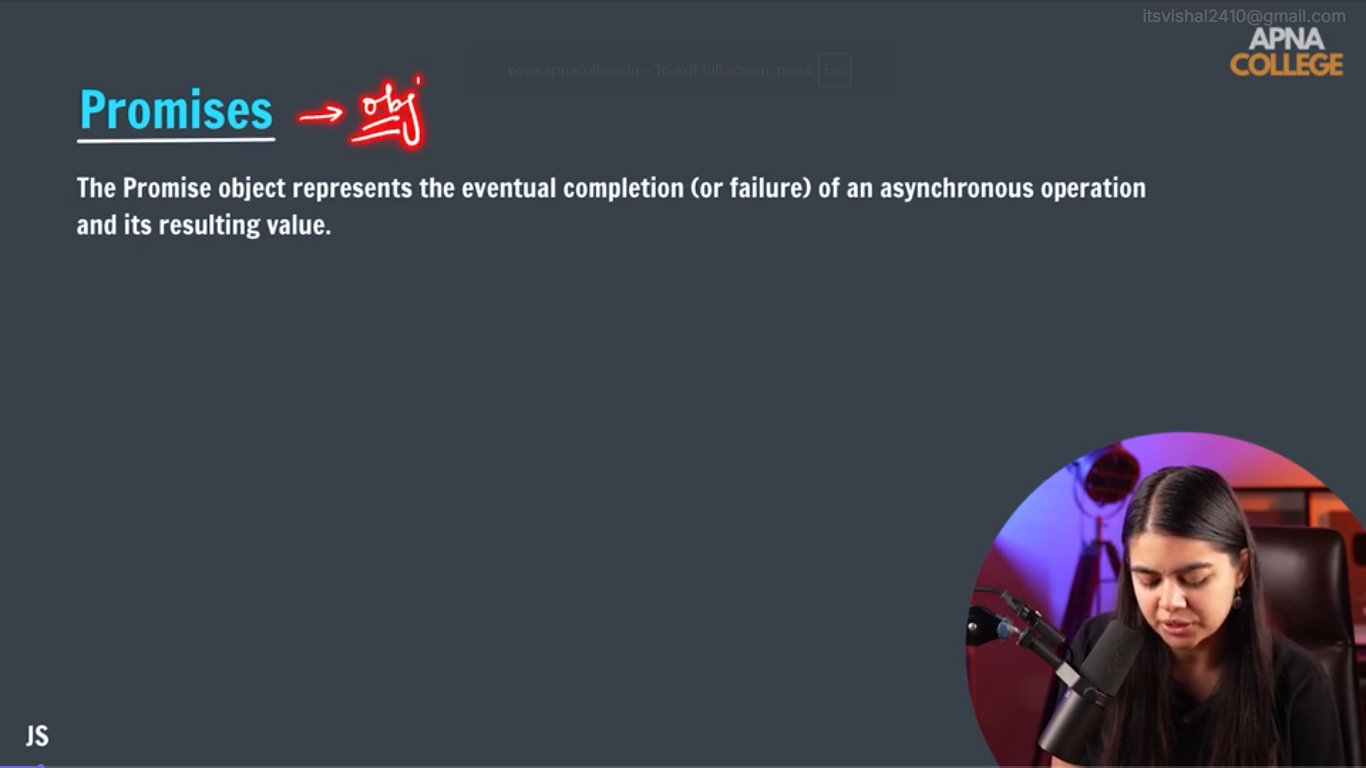 itsvishal2410@gmail.com
APNA
COLLEGE
www.apnacollege.in – To exit full screen, press Esc
Promises → obj
The Promise object represents the eventual completion (or failure) of an asynchronous operation
and its resulting value.
JS